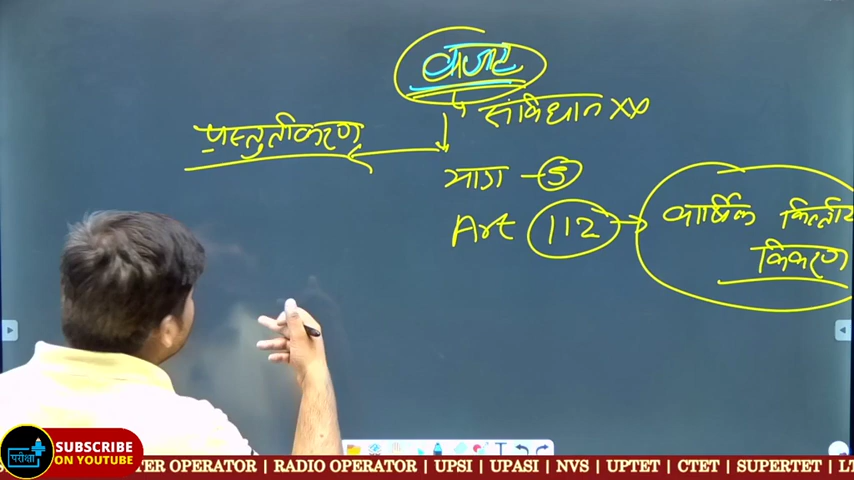 बजट
संविधान xx
प्रस्तुतीकरण
भाग - 5
Art 112 → वार्षिक वित्तीय
विवरण
परीक्षा
SUBSCRIBE
ON YOUTUBE
TER OPERATOR | RADIO OPERATOR | UPSI | UPASI | NVS | UPTET | CTET | SUPERTET | LT